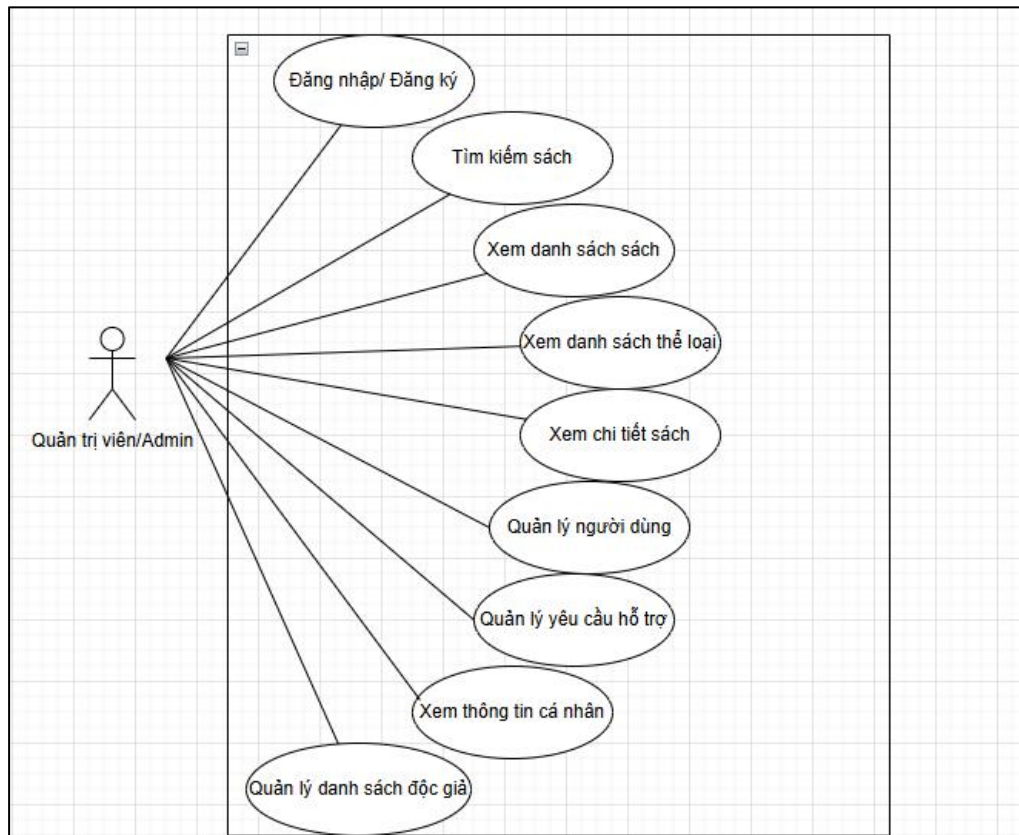 Đăng nhập/ Đăng ký
Tìm kiếm sách
Xem danh sách sách
Xem danh sách thể loại
Xem chi tiết sách
Quản trị viên/Admin
Quản lý người dùng
Quản lý yêu cầu hỗ trợ
Xem thông tin cá nhân
Quản lý danh sách độc giả